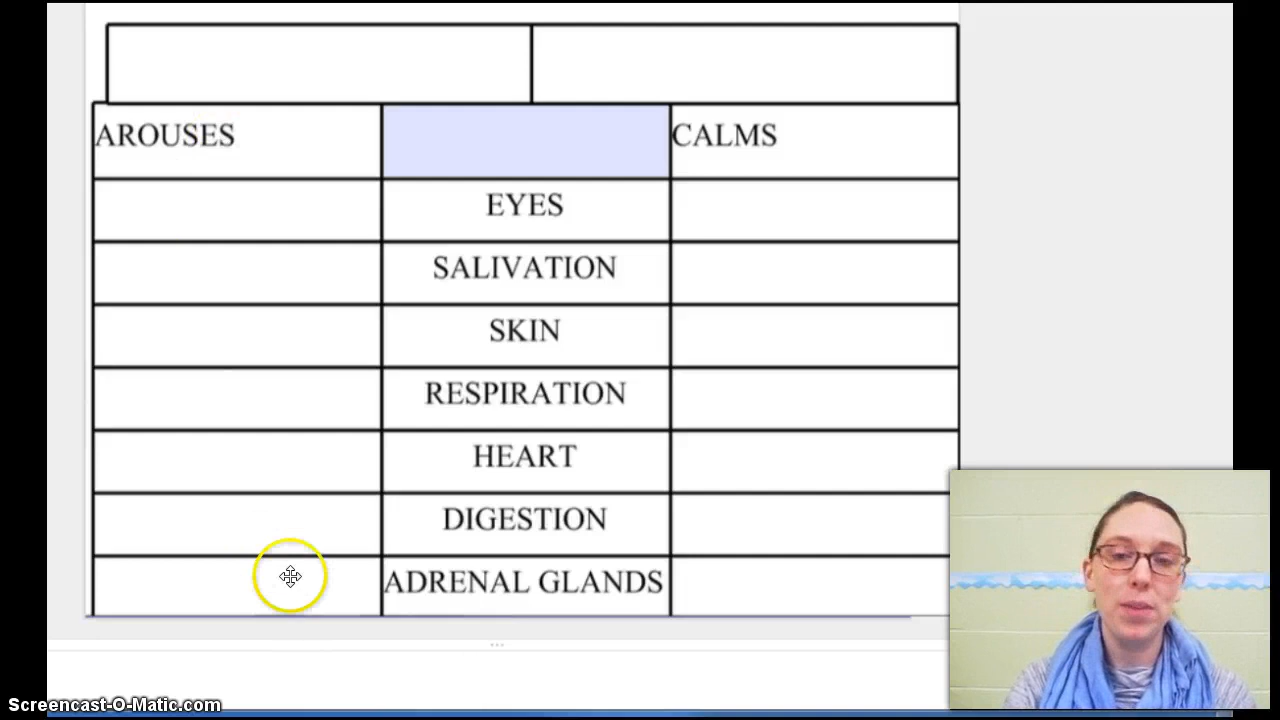 AROUSES CALMS
EYES
SALIVATION
SKIN
RESPIRATION
HEART
DIGESTION
ADRENAL GLANDS
Screencast-O-Matic.com